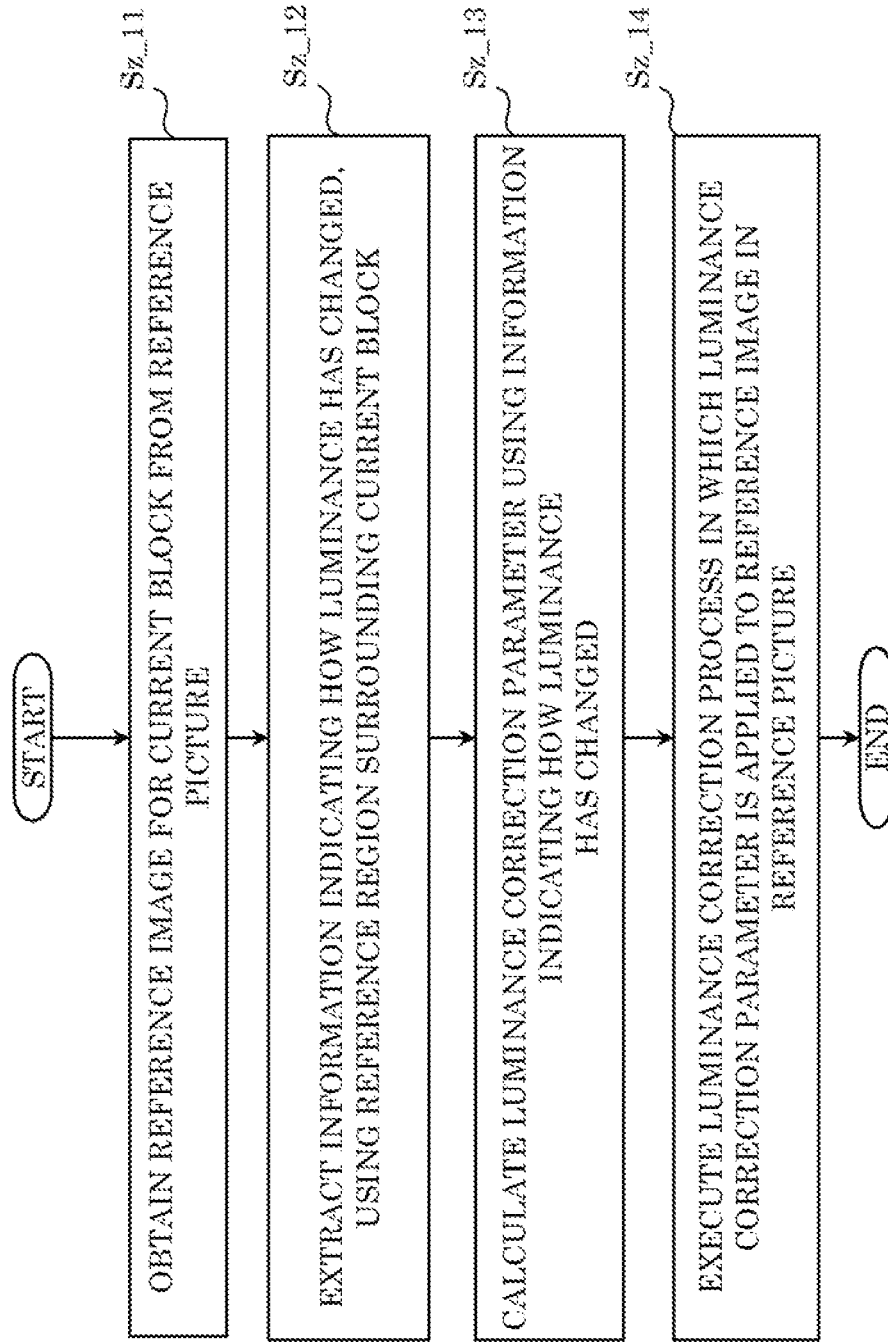 START
Sz_11
OBTAIN REFERENCE IMAGE FOR CURRENT BLOCK FROM REFERENCE
PICTURE
Sz_12
EXTRACT INFORMATION INDICATING HOW LUMINANCE HAS CHANGED,
USING REFERENCE REGION SURROUNDING CURRENT BLOCK
Sz_13
CALCULATE LUMINANCE CORRECTION PARAMETER USING INFORMATION
INDICATING HOW LUMINANCE
HAS CHANGED
Sz_14
EXECUTE LUMINANCE CORRECTION PROCESS IN WHICH LUMINANCE
CORRECTION PARAMETER IS APPLIED TO REFERENCE IMAGE IN
REFERENCE PICTURE
END